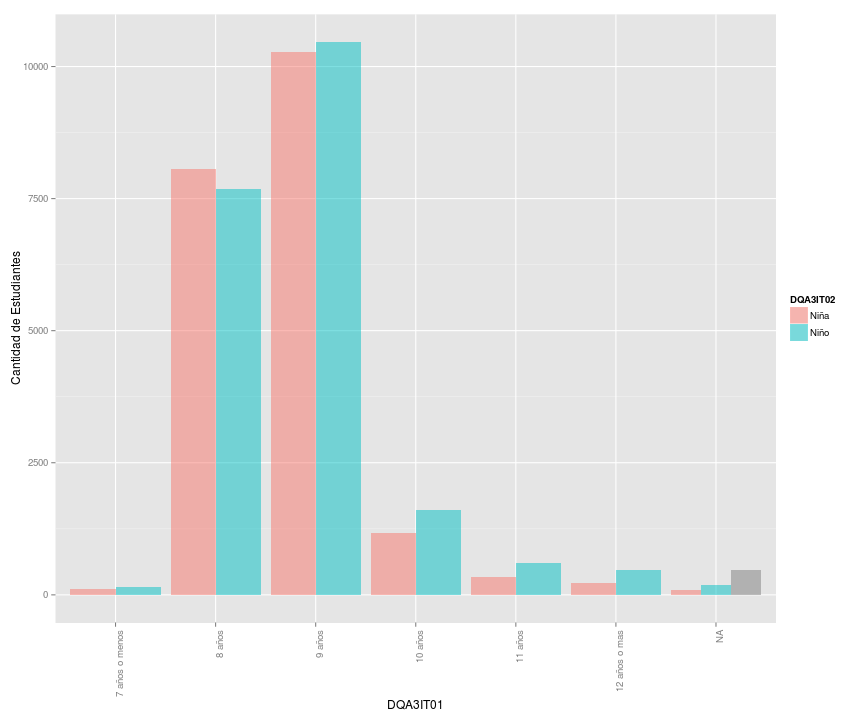 Cantidad de Estudiantes
10000
7500
5000
2500
0
7 años o menos
8 años
9 años
10 años
11 años
12 años o mas
NA
DQA3IT01
DQA3IT02
Niña
Niño